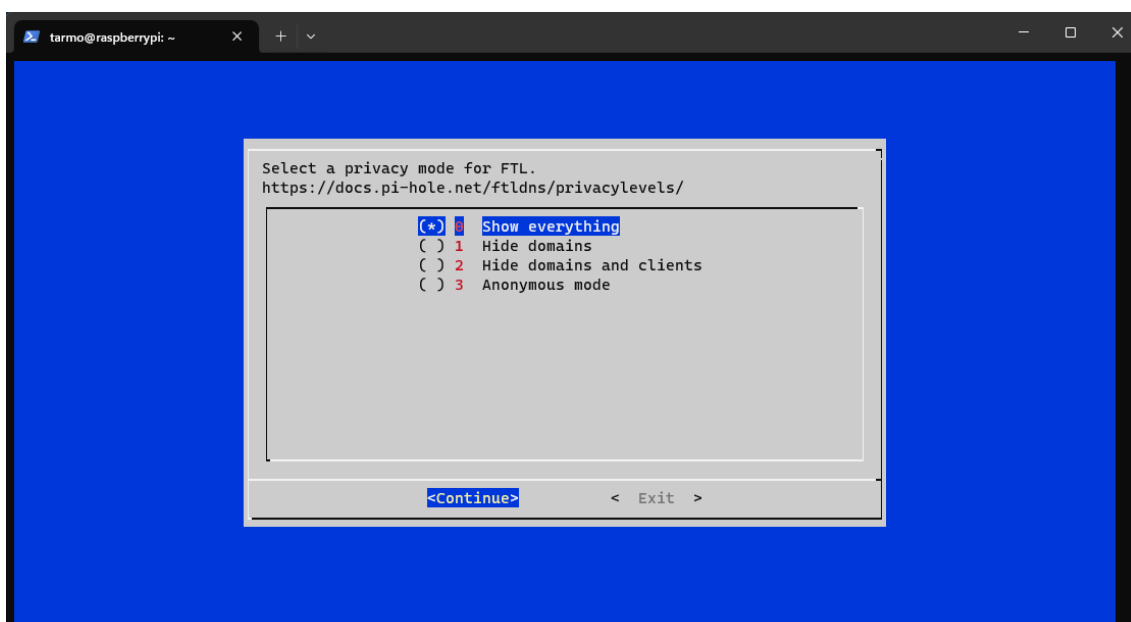 tarmo@raspberrypi: ~
Select a privacy mode for FTL.
https://docs.pi-hole.net/ftldns/privacylevels/
(*) 0 Show everything
( ) 1 Hide domains
( ) 2 Hide domains and clients
( ) 3 Anonymous mode
<Continue> < Exit >